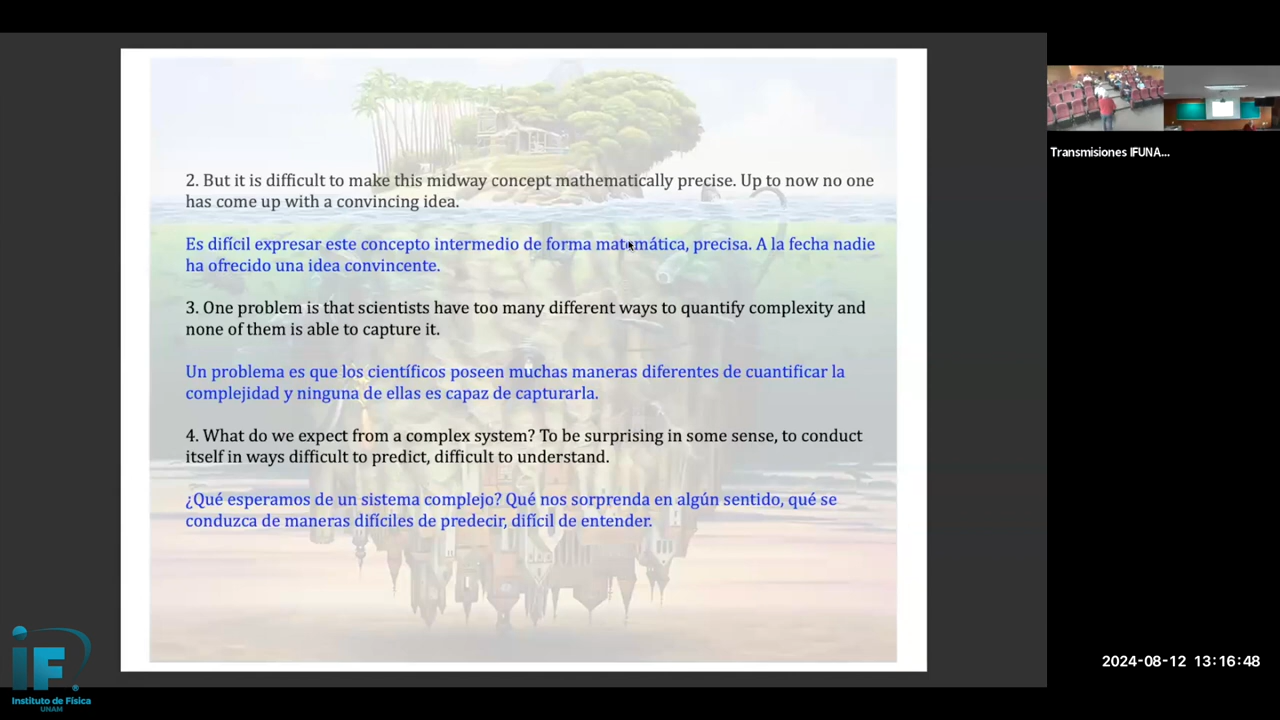 2. But it is difficult to make this midway concept mathematically precise. Up to now no one
has come up with a convincing idea.
Es difícil expresar este concepto intermedio de forma matemática, precisa. A la fecha nadie
ha ofrecido una idea convincente.
3. One problem is that scientists have too many different ways to quantify complexity and
none of them is able to capture it.
Un problema es que los científicos poseen muchas maneras diferentes de cuantificar la
complejidad y ninguna de ellas es capaz de capturarla.
4. What do we expect from a complex system? To be surprising in some sense, to conduct
itself in ways difficult to predict, difficult to understand.
¿Qué esperamos de un sistema complejo? Qué nos sorprenda en algún sentido, qué se
conduzca de maneras difíciles de predecir, difícil de entender.
Transmisiones IFUNA...
2024-08-12 13:16:48
iF
Instituto de Física
UNAM